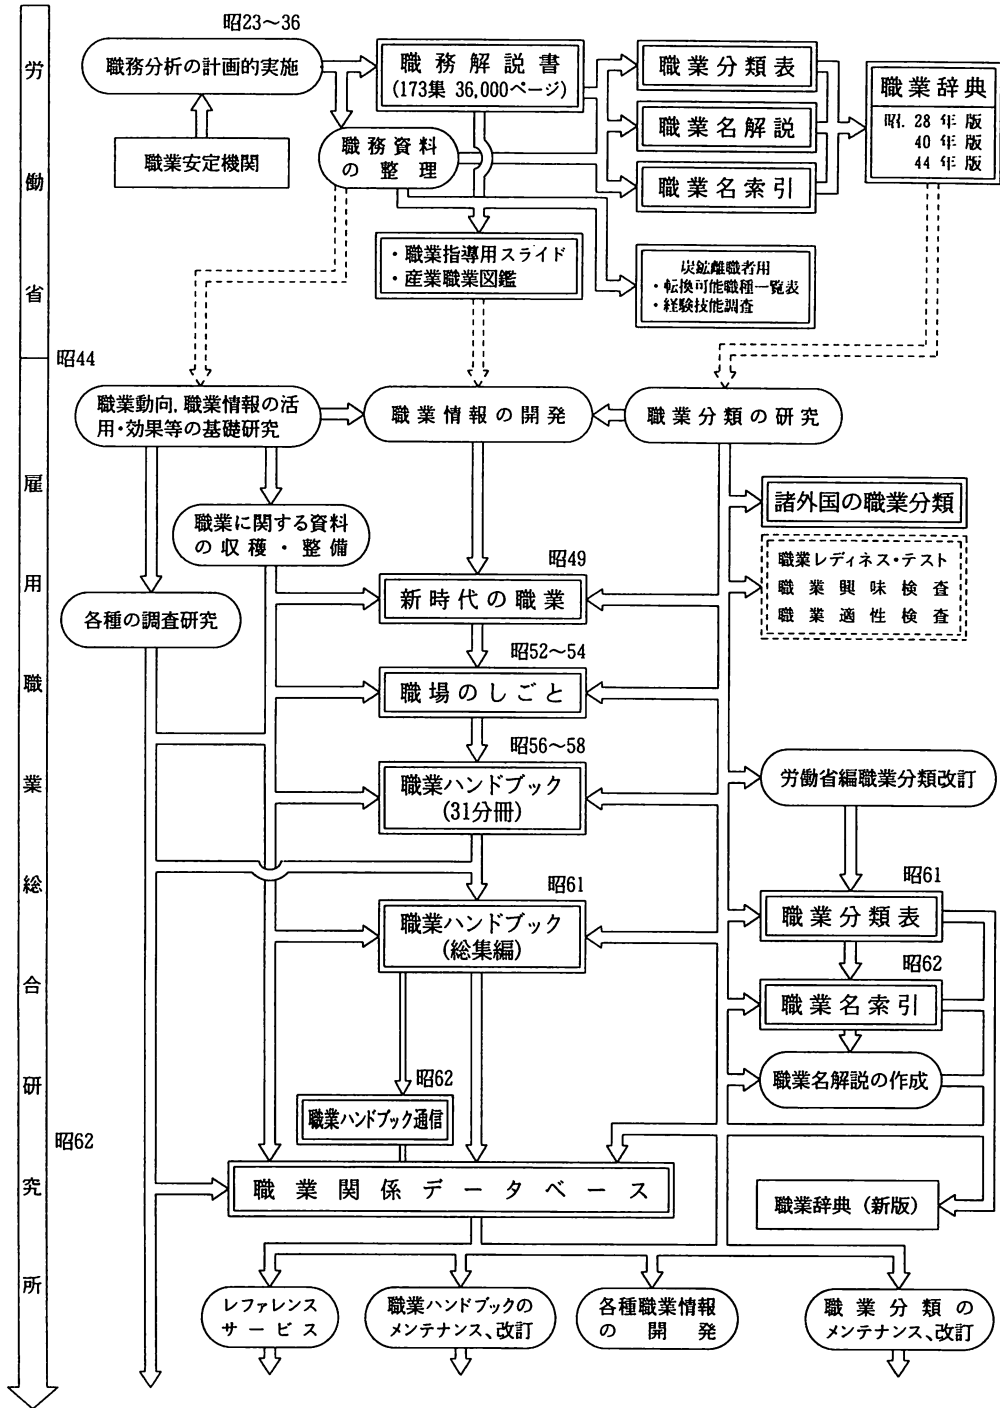 労働省
昭23～36
職務分析の計画的実施
職業安定機関
職務解説書
(173集 36,000ページ)
職務資料
の整理
職業分類表
職業名解説
職業名索引
職業辞典
昭.28年版
40年版
44年版
・職業指導用スライド
・産業職業図鑑
炭鉱離職者用
・転換可能職種一覧表
・経験技能調査
昭44
雇用職業総合研究所
職業動向,職業情報の活
用・効果等の基礎研究
職業情報の開発
職業分類の研究
職業に関する資料
の収穫・整備
各種の調査研究
諸外国の職業分類
職業レディネス・テスト
職業興味検査
職業適性検査
昭49
新時代の職業
昭52～54
職場のしごと
昭56～58
職業ハンドブック
(31分冊)
労働省編職業分類改訂
昭61
職業ハンドブック
(総集編)
昭61
職業分類表
昭62
職業名索引
職業名解説の作成
昭62
職業ハンドブック通信
昭62
職業関係データベース
職業辞典(新版)
レファレンス
サービス
職業ハンドブックの
メンテナンス、改訂
各種職業情報
の開発
職業分類の
メンテナンス、改訂